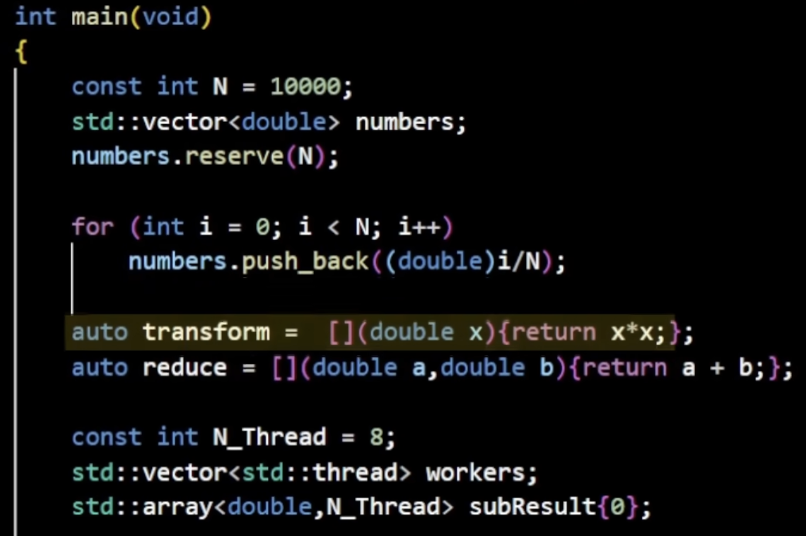 int main(void)
{
const int N = 10000;
std::vector<double> numbers;
numbers.reserve(N);
for (int i = 0; i < N; i++)
numbers.push_back((double)i/N);
auto transform =  [](double x){return x*x;};
auto reduce = [](double a,double b){return a + b;};
const int N_Thread = 8;
std::vector<std::thread> workers;
std::array<double,N_Thread> subResult{0};